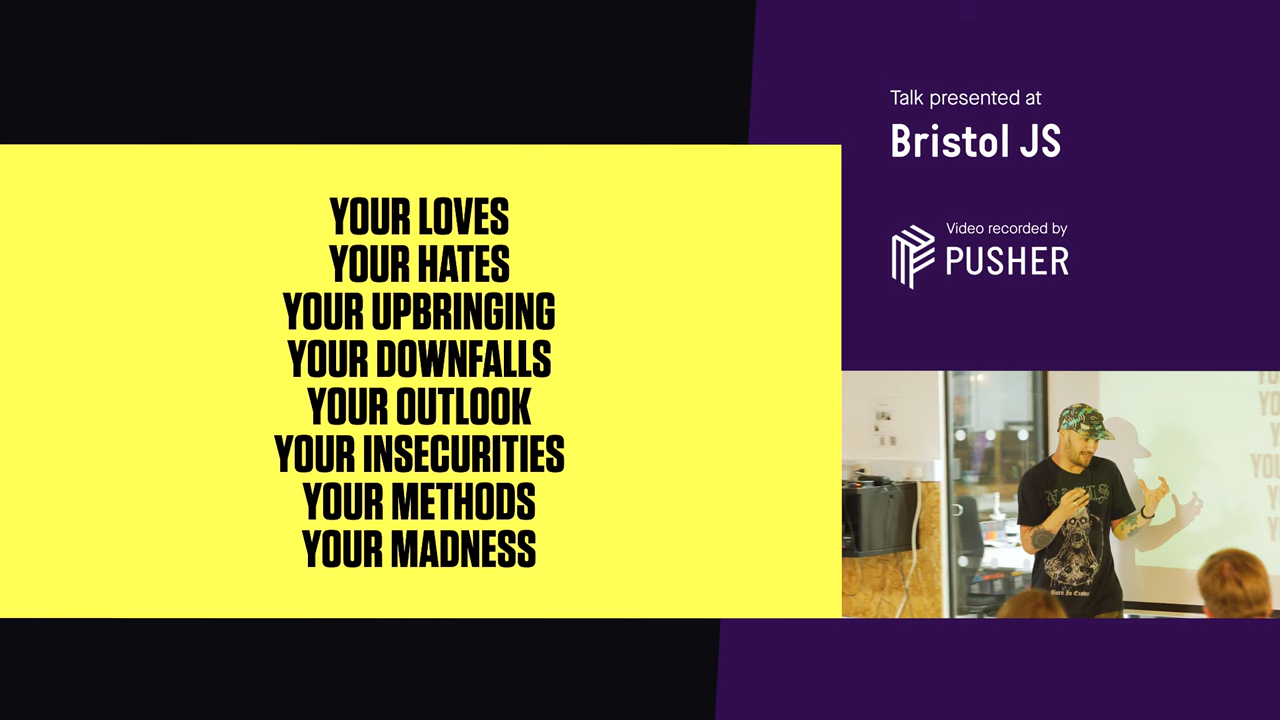 Talk presented at
Bristol JS
Video recorded by
PUSHER
YOUR LOVES
YOUR HATES
YOUR UPBRINGING
YOUR DOWNFALLS
YOUR OUTLOOK
YOUR INSECURITIES
YOUR METHODS
YOUR MADNESS